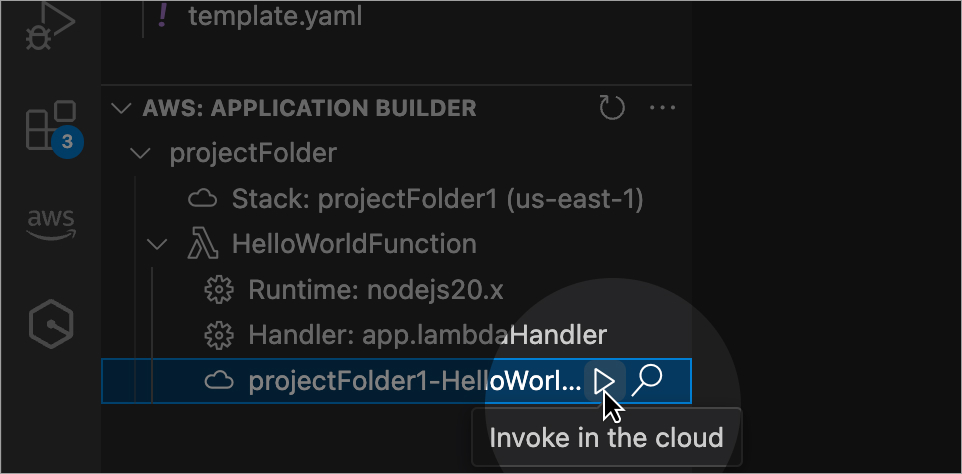 ! template.yaml
AWS: APPLICATION BUILDER ...
3
projectFolder
aws
Stack: projectFolder1 (us-east-1)
HelloWorldFunction
Runtime: nodejs20.x
Handler: app.lambdaHandler
projectFolder1-HelloWorl...
Invoke in the cloud